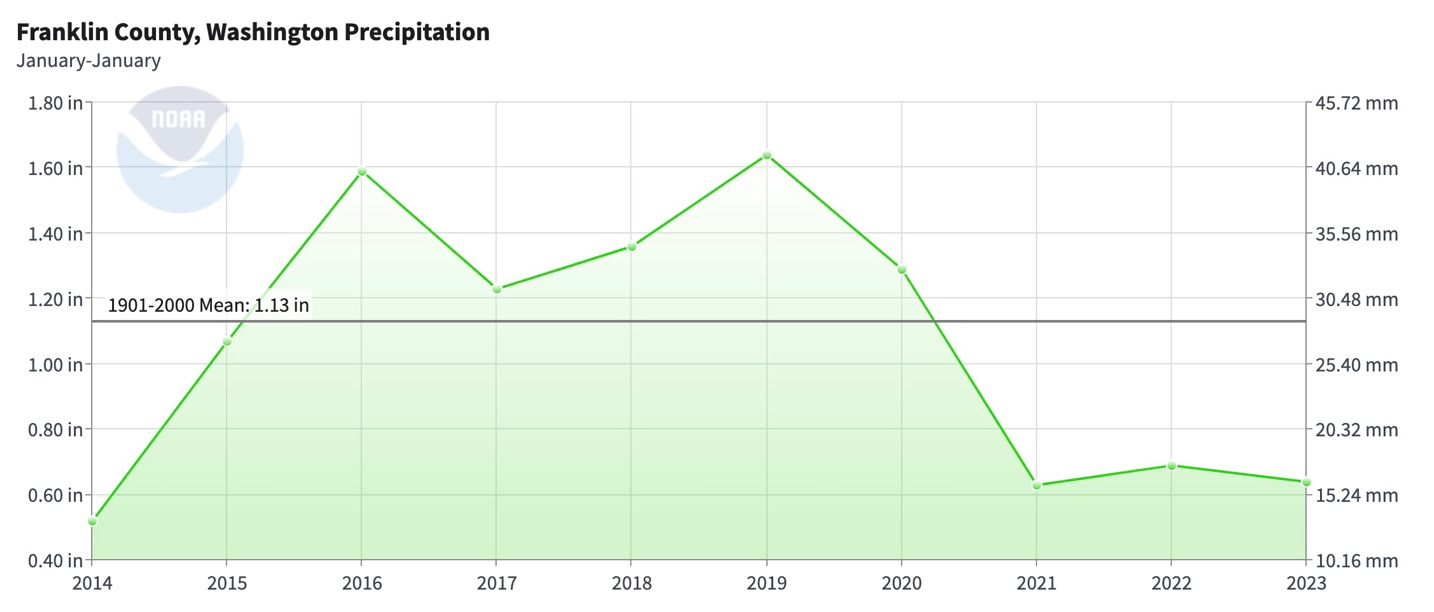 Franklin County, Washington Precipitation
January-January
NOAA
1.80 in
45.72 mm
1.60 in
40.64 mm
1.40 in
35.56 mm
1.20 in
30.48 mm
1901-2000 Mean: 1.13 in
1.00 in
25.40 mm
0.80 in
20.32 mm
0.60 in
15.24 mm
0.40 in
10.16 mm
2014 2015 2016 2017 2018 2019 2020 2021 2022 2023